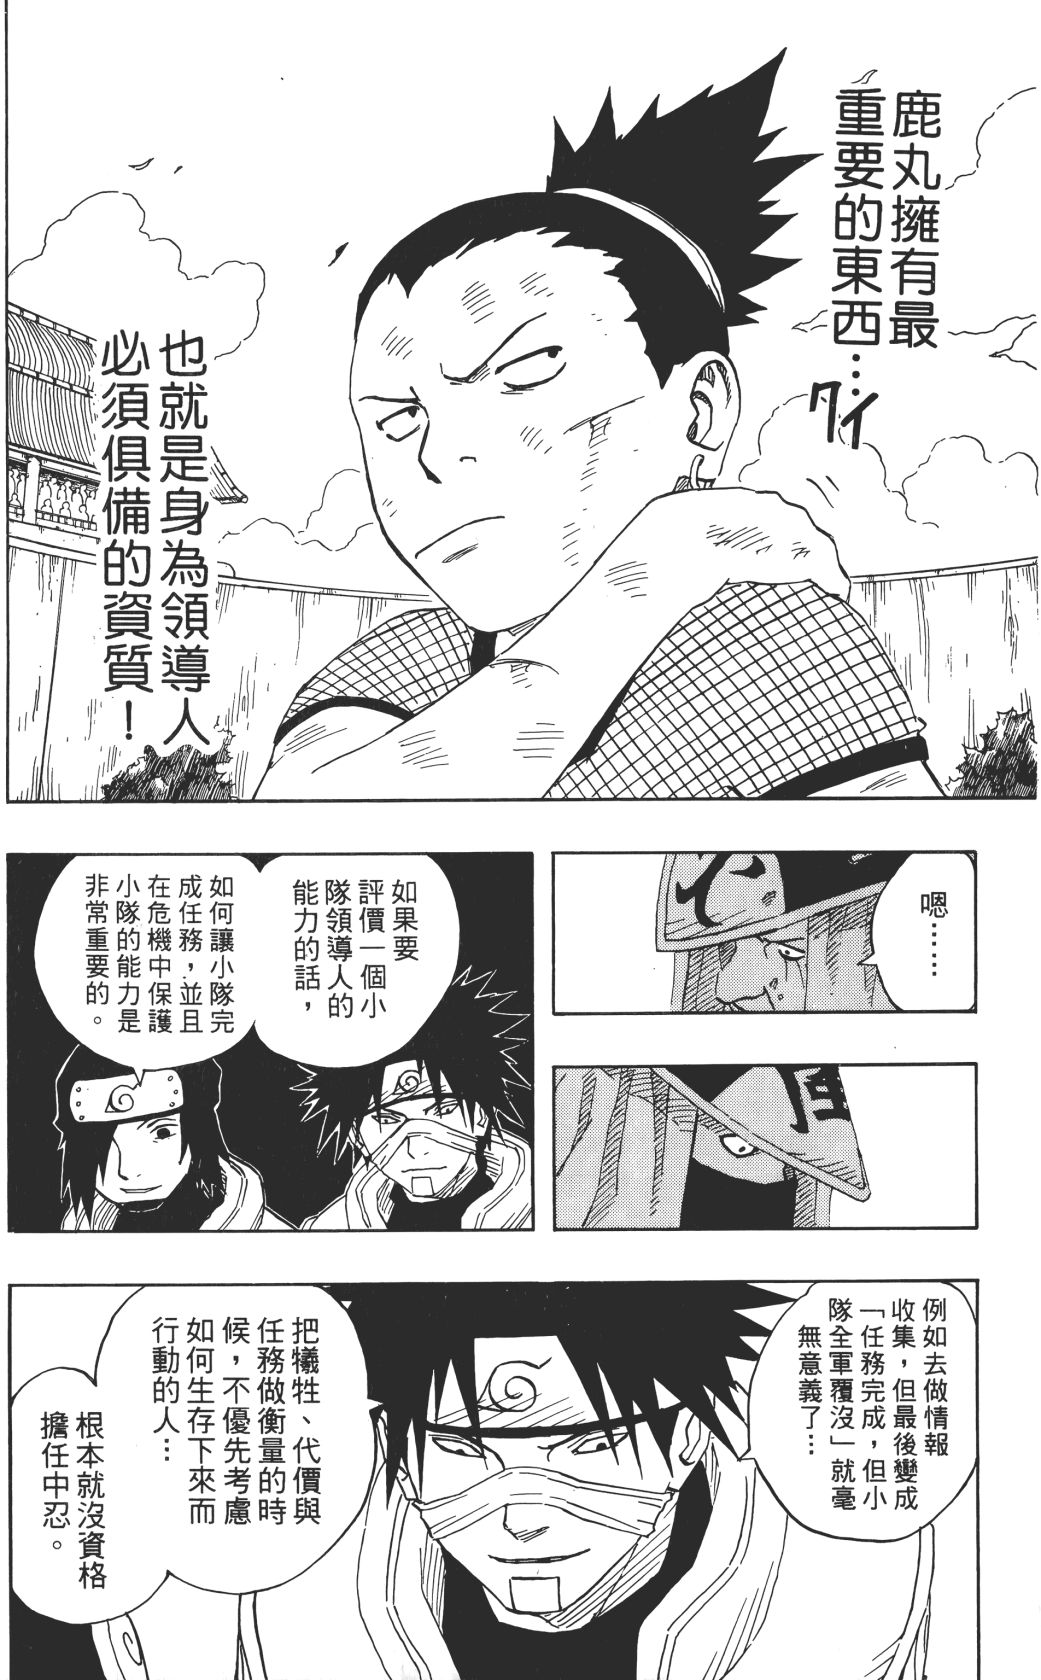 鹿丸擁有最
重要的東西…
タイ
也就是身為領導人
必須俱備的資質！
嗯……
如果要
評價一個小
隊領導人的
能力的話，
如何讓小隊完
成任務，並且
在危機中保護
小隊的能力是
非常重要的。
例如去做情報
收集，但最後變成
「任務完成，但小
隊全軍覆沒」就毫
無意義了…
把犧牲、代價與
任務做衡量的時
候，不優先考慮
如何生存下來而
行動的人…
根本就沒資格
擔任中忍。